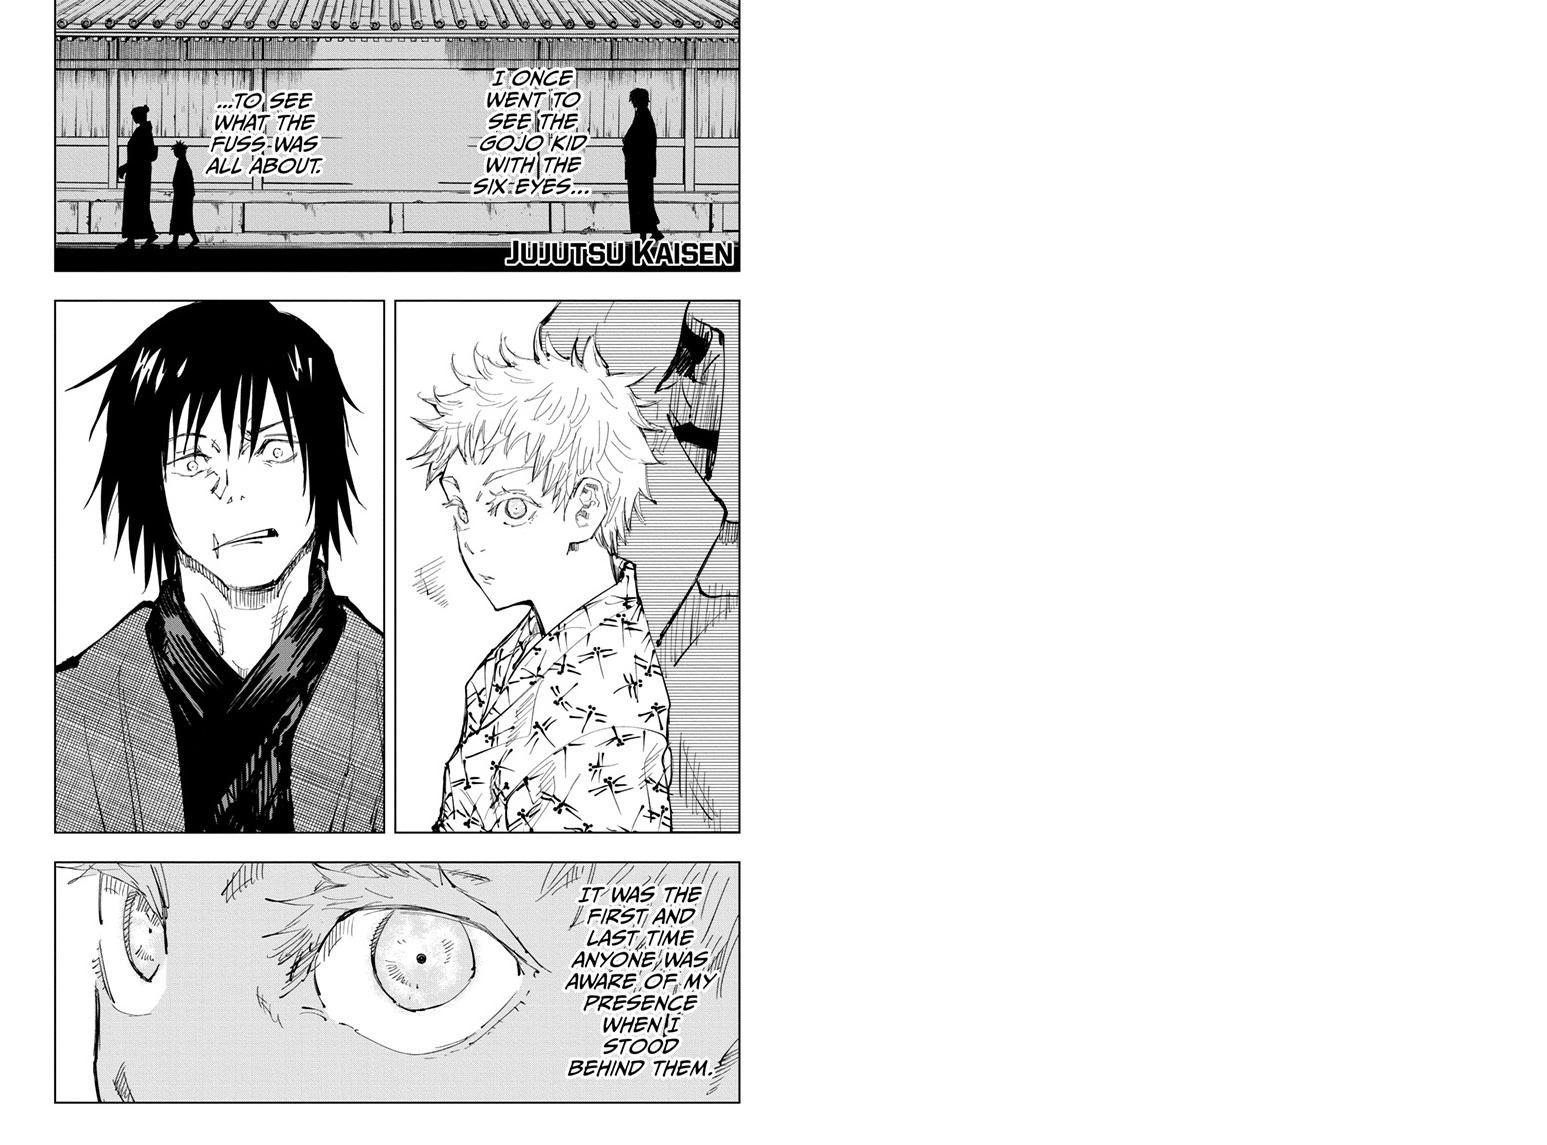 I ONCE
WENT TO
SEE THE
GOJO KID
WITH THE
SIX EYES...
...TO SEE
WHAT THE
FUSS WAS
ALL ABOUT.
JUJUTSU KAISEN
IT WAS THE
FIRST AND
LAST TIME
ANYONE WAS
AWARE OF MY
PRESENCE
WHEN I
STOOD
BEHIND THEM.